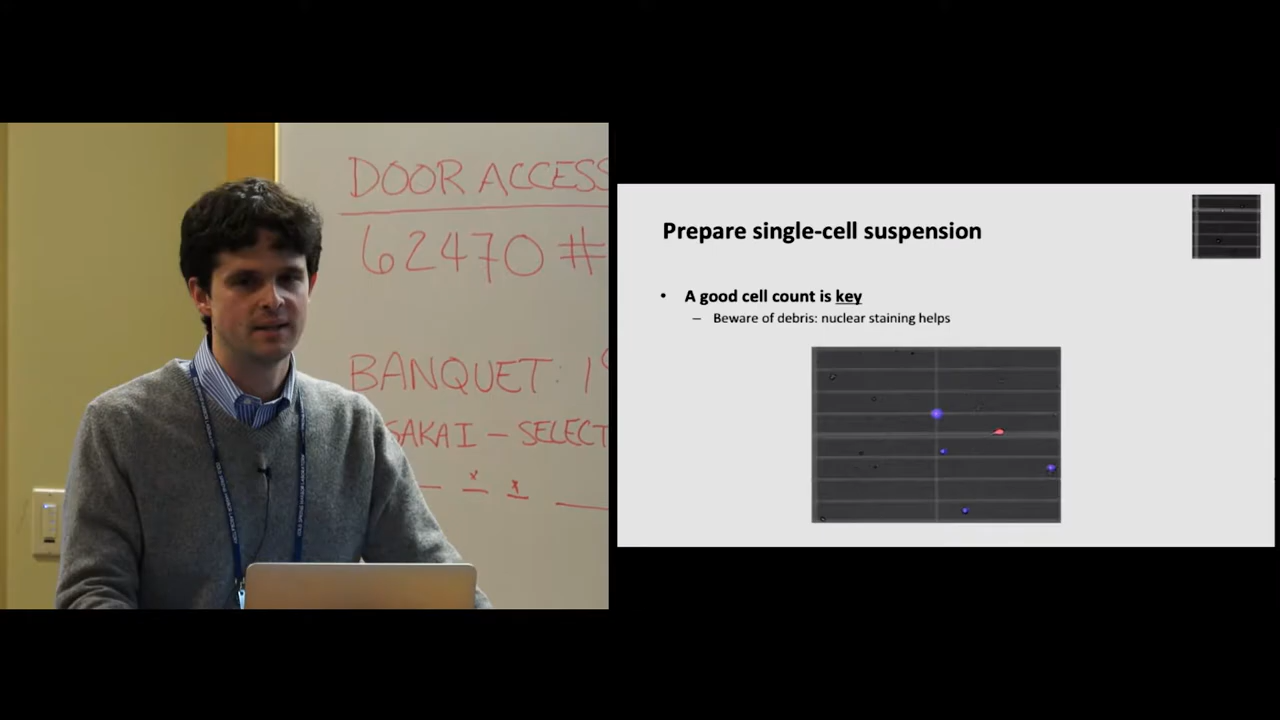 DOOR ACCESS
62470 #
BANQUET: 19
SAKAI – SELECT
Prepare single-cell suspension
• A good cell count is key
– Beware of debris: nuclear staining helps